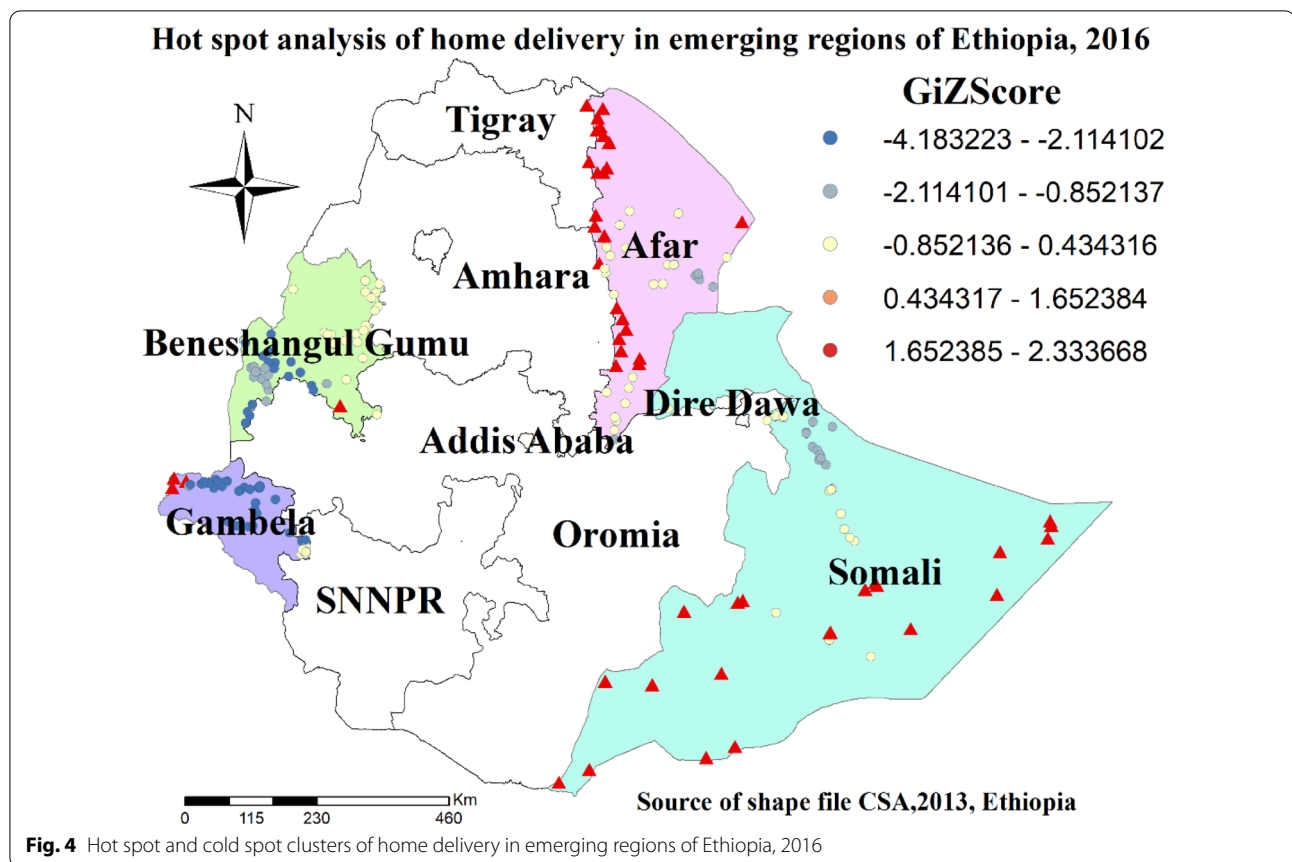 Hot spot analysis of home delivery in emerging regions of Ethiopia, 2016
GiZScore
-4.183223 - -2.114102
-2.114101 - -0.852137
-0.852136 - 0.434316
0.434317 - 1.652384
1.652385 - 2.333668
N
Tigray
Afar
Amhara
Beneshangul Gumu
Dire Dawa
Addis Ababa
Gambela
Oromia
Somali
SNNPR
Km
0 115 230 460
Source of shape file CSA,2013, Ethiopia
Fig. 4 Hot spot and cold spot clusters of home delivery in emerging regions of Ethiopia, 2016